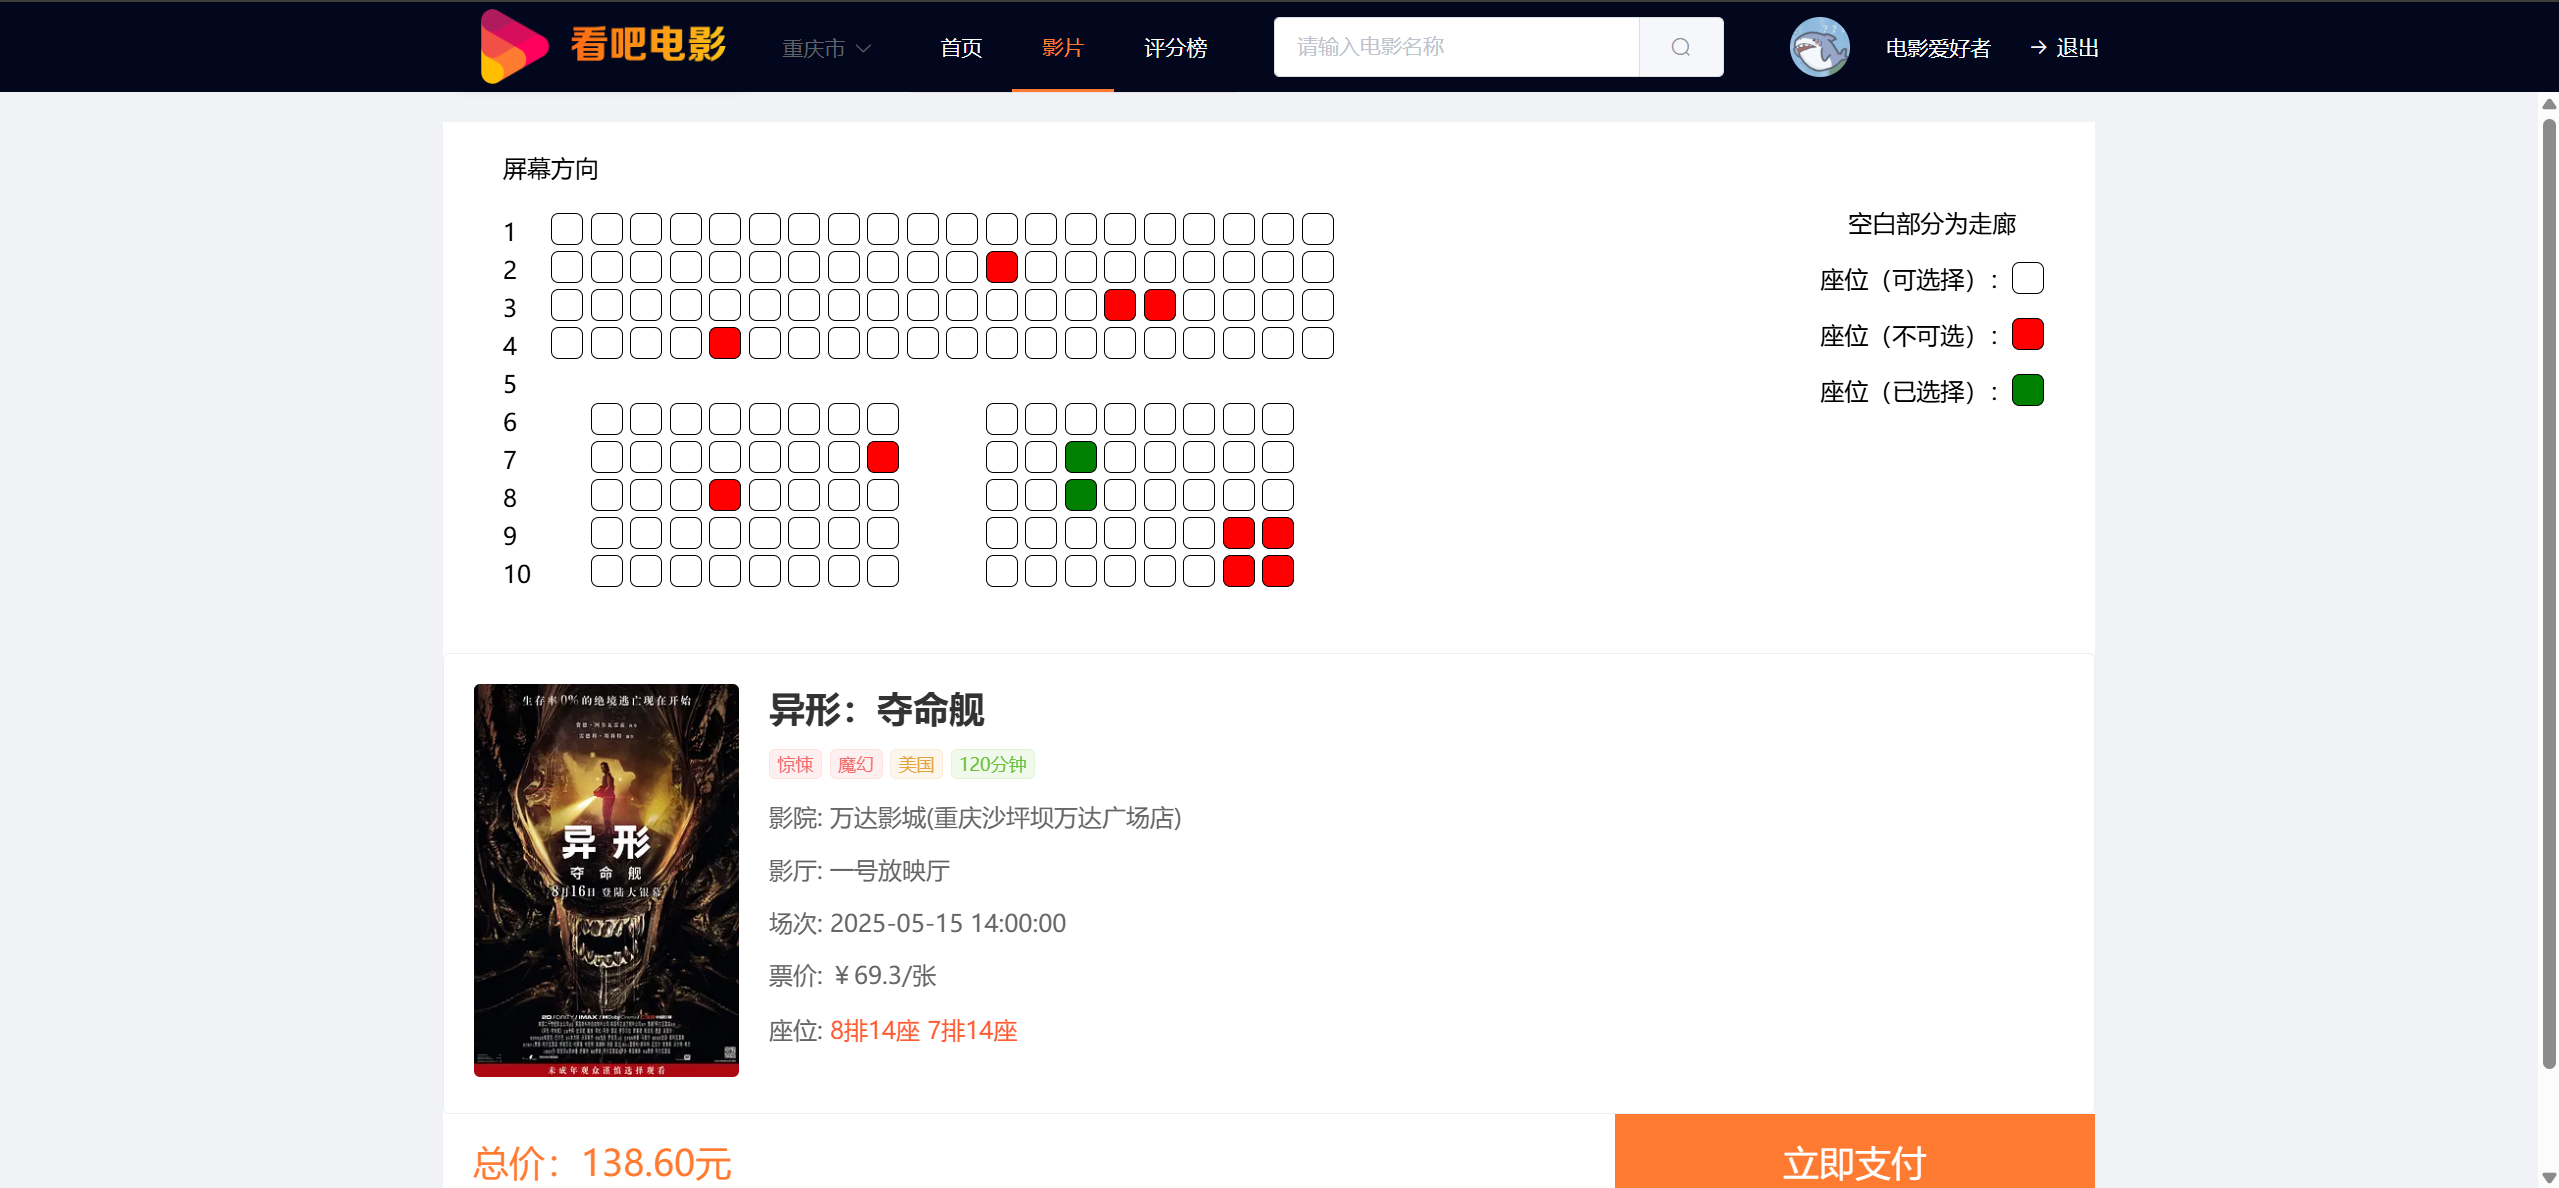 看吧电影 重庆市 首页 影片 评分榜 请输入电影名称 电影爱好者 → 退出
屏幕方向
空白部分为走廊
座位（可选择）：
座位（不可选）：
座位（已选择）：
1
2
3
4
5
6
7
8
9
10
生存率0%的绝境逃亡现在开始
异形
夺命舰
8月16日 登陆大银幕
未成年观众谨慎选择观看
异形：夺命舰
惊悚 魔幻 美国 120分钟
影院: 万达影城(重庆沙坪坝万达广场店)
影厅: 一号放映厅
场次: 2025-05-15 14:00:00
票价: ￥69.3/张
座位: 8排14座 7排14座
总价：138.60元
立即支付